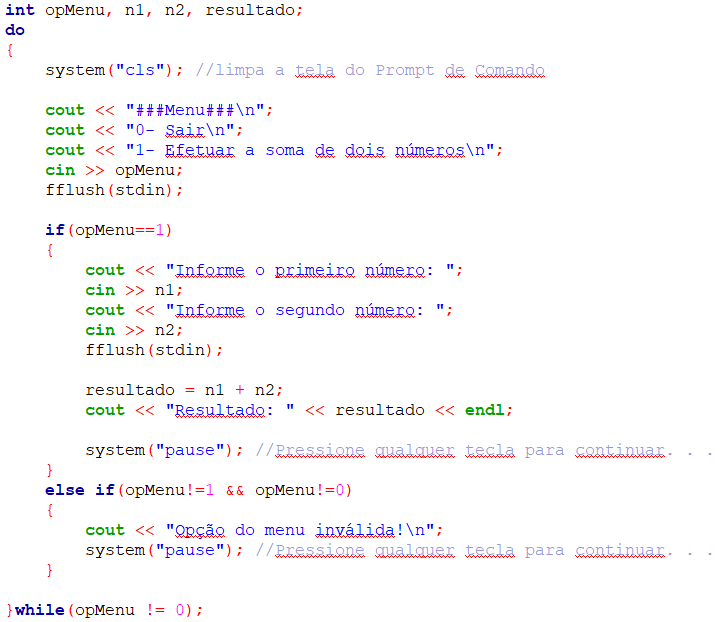 int opMenu, n1, n2, resultado;
do
{
    system("cls"); //limpa a tela do Prompt de Comando

    cout << "###Menu###\n";
    cout << "0- Sair\n";
    cout << "1- Efetuar a soma de dois números\n";
    cin >> opMenu;
    fflush(stdin);

    if(opMenu==1)
    {
        cout << "Informe o primeiro número: ";
        cin >> n1;
        cout << "Informe o segundo número: ";
        cin >> n2;
        fflush(stdin);

        resultado = n1 + n2;
        cout << "Resultado: " << resultado << endl;

        system("pause"); //Pressione qualquer tecla para continuar. . .
    }
    else if(opMenu!=1 && opMenu!=0)
    {
        cout << "Opção do menu inválida!\n";
        system("pause"); //Pressione qualquer tecla para continuar. . .
    }

}while(opMenu != 0);